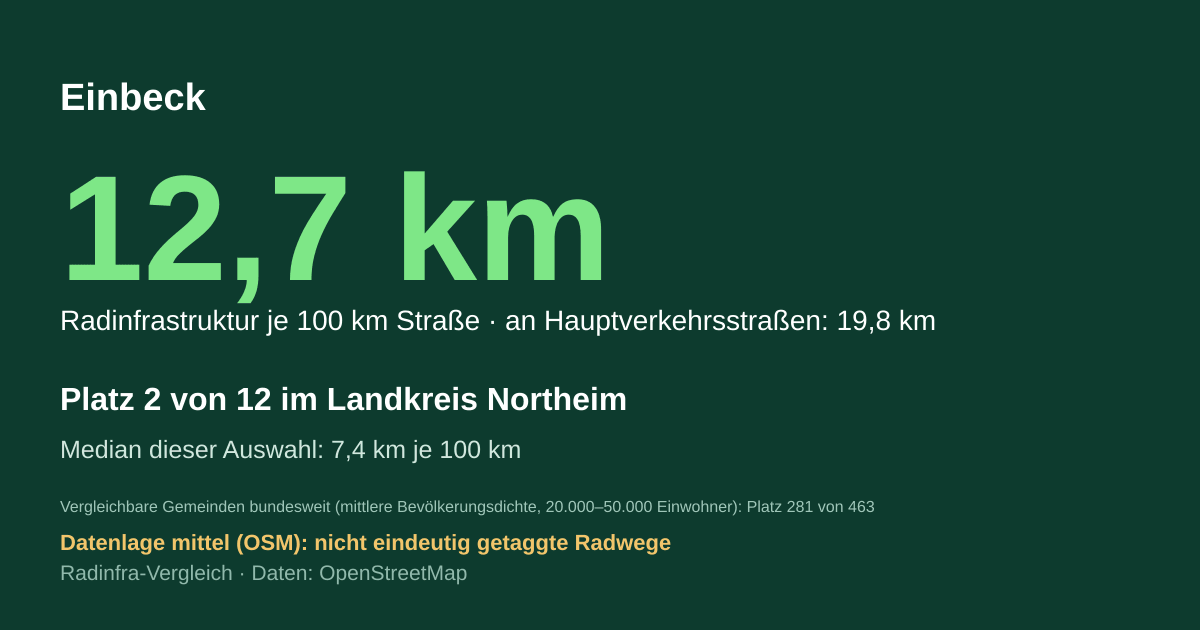 Einbeck
12,7 km
Radinfrastruktur je 100 km Straße · an Hauptverkehrsstraßen: 19,8 km
Platz 2 von 12 im Landkreis Northeim
Median dieser Auswahl: 7,4 km je 100 km
Vergleichbare Gemeinden bundesweit (mittlere Bevölkerungsdichte, 20.000–50.000 Einwohner): Platz 281 von 463
Datenlage mittel (OSM): nicht eindeutig getaggte Radwege
Radinfra-Vergleich · Daten: OpenStreetMap